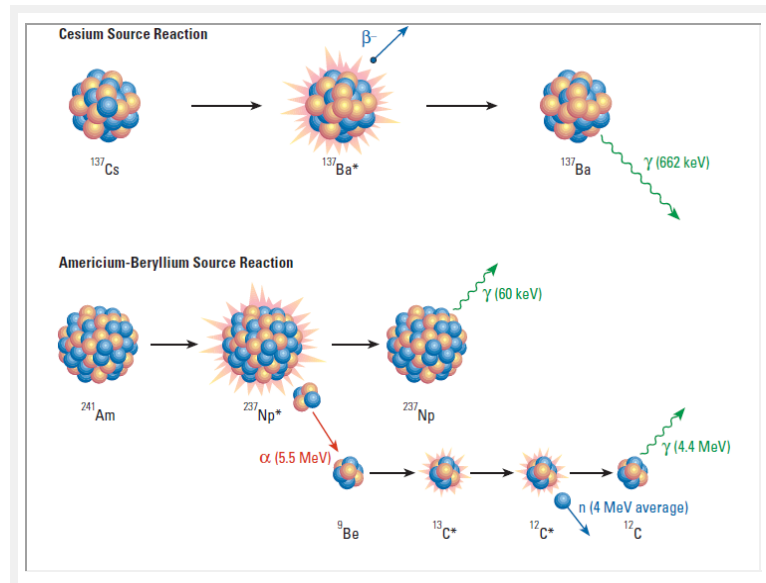 Cesium Source Reaction
β–
¹³⁷Cs
¹³⁷Ba*
¹³⁷Ba
γ (662 keV)
Americium-Beryllium Source Reaction
γ (60 keV)
²⁴¹Am
²³⁷Np*
²³⁷Np
α (5.5 MeV)
γ (4.4 MeV)
n (4 MeV average)
⁹Be
¹³C*
¹²C*
¹²C